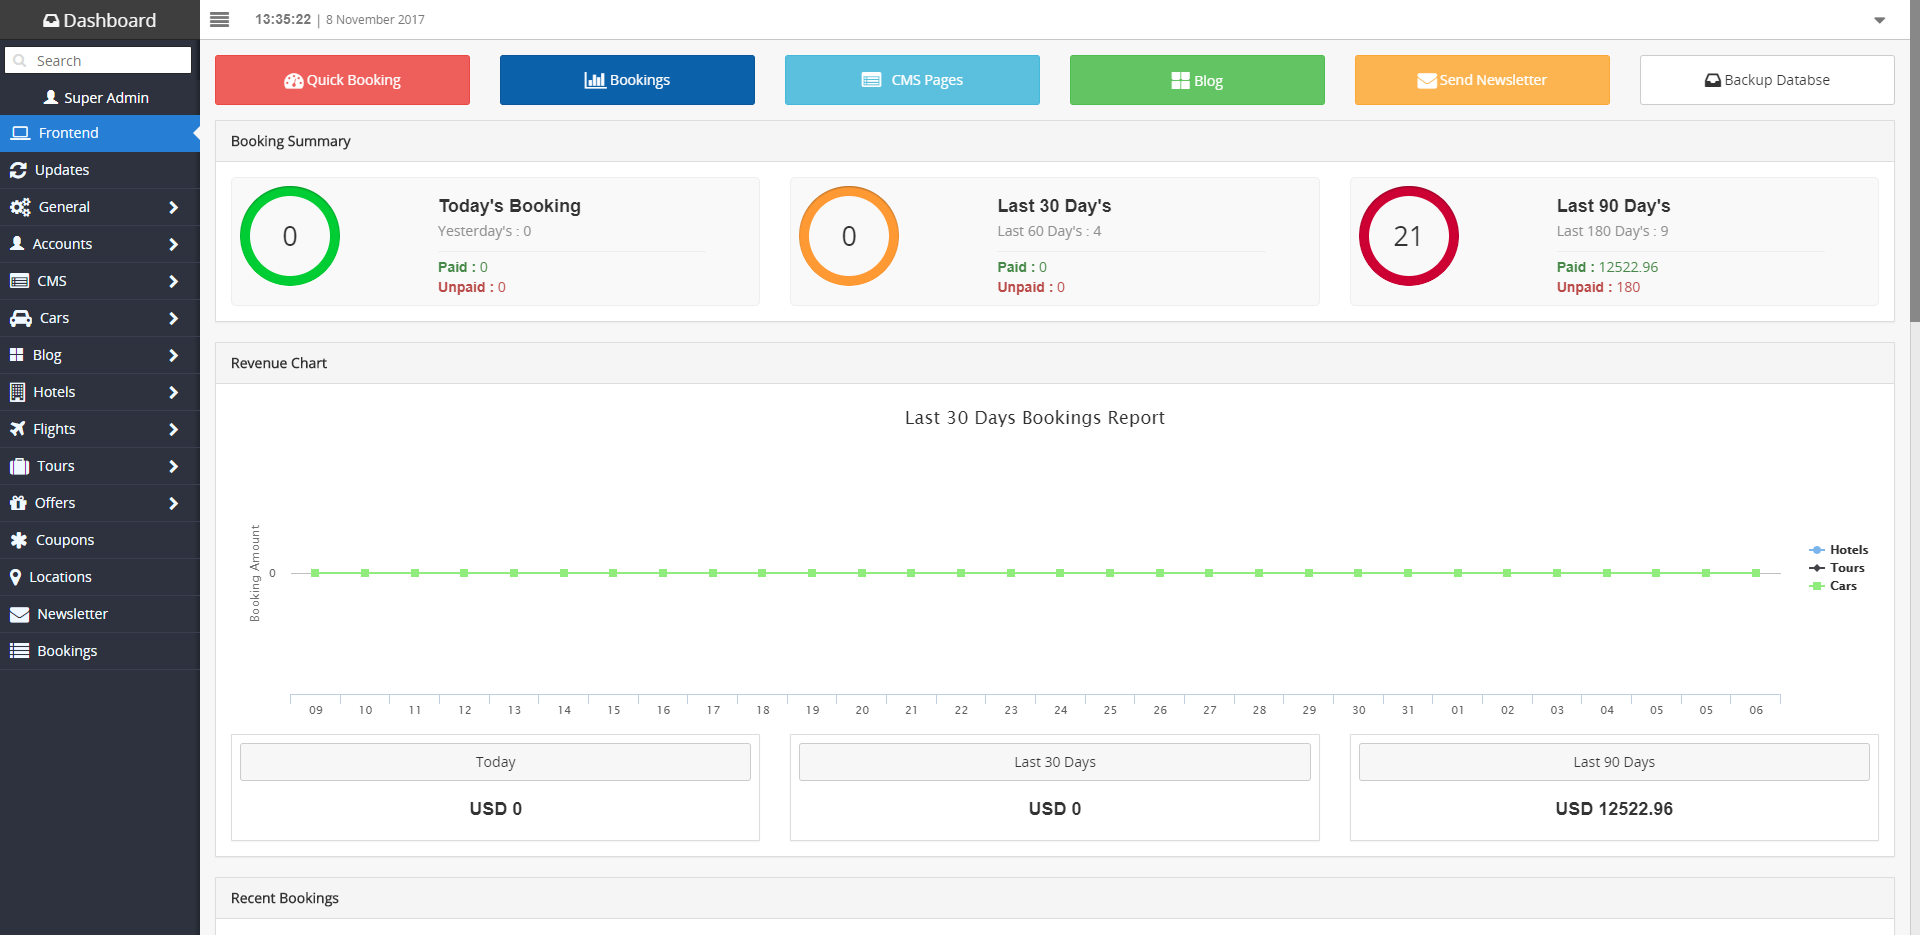 Dashboard
13:35:22 | 8 November 2017
Search
Super Admin
Frontend
Updates
General
Accounts
CMS
Cars
Blog
Hotels
Flights
Tours
Offers
Coupons
Locations
Newsletter
Bookings
Quick Booking
Bookings
CMS Pages
Blog
Send Newsletter
Backup Databse
Booking Summary
0
Today's Booking
Yesterday's : 0
Paid : 0
Unpaid : 0
0
Last 30 Day's
Last 60 Day's : 4
Paid : 0
Unpaid : 0
21
Last 90 Day's
Last 180 Day's : 9
Paid : 12522.96
Unpaid : 180
Revenue Chart
Last 30 Days Bookings Report
Booking Amount
0
Hotels
Tours
Cars
09 10 11 12 13 14 15 16 17 18 19 20 21 22 23 24 25 26 27 28 29 30 31 01 02 03 04 05 05 06
Today
USD 0
Last 30 Days
USD 0
Last 90 Days
USD 12522.96
Recent Bookings